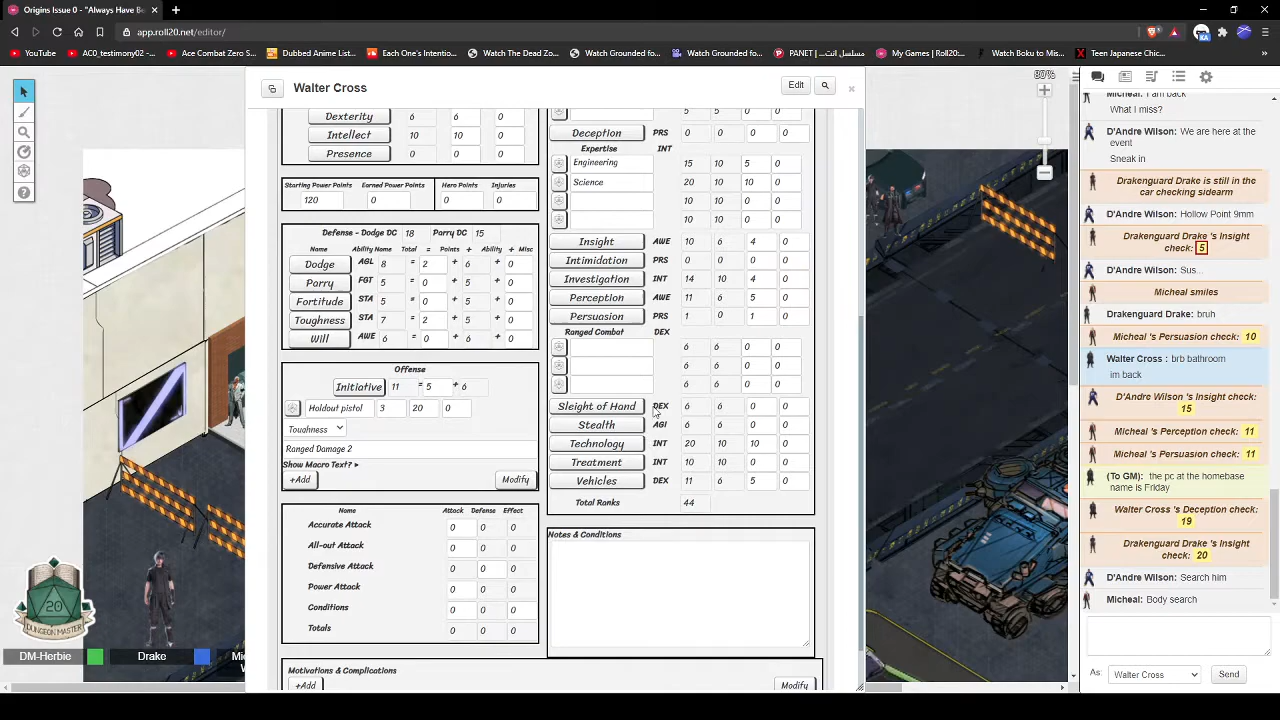 Origins Issue 0 - "Always Have B
app.roll20.net/editor/
YouTube
AC0_testimony02 —
Ace Combat Zero S...
Dubbed Anime List...
Each One's Intentio...
Watch The Dead Zo...
Watch Grounded fo...
Watch Grounded fo...
My Games | Roll20:
Watch Boku to Mis...
Teen Japanese Chic...
Walter Cross
Edit
80%
Dexterity 6 6 0
Intellect 10 10 0
Presence 0 0 0
Starting Power Points Earned Power Points Hero Points Injuries
120 0 0 0
Defense - Dodge DC 18 Parry DC 15
Name Ability Name Total = Points + Ability + Misc
Dodge AGL 8 = 2 + 6 + 0
Parry FGT 5 = 0 + 5 + 0
Fortitude STA 5 = 0 + 5 + 0
Toughness STA 7 = 2 + 5 + 0
Will AWE 6 = 0 + 6 + 0
Offense
Initiative 11 = 5 + 6
Holdout pistol 3 20 0
Toughness
Ranged Damage 2
Show Macro Text? ▸
+Add Modify
Name Attack Defense Effect
Accurate Attack 0 0 0
All-out Attack 0 0 0
Defensive Attack 0 0 0
Power Attack 0 0 0
Conditions 0 0 0
Totals 0 0 0
Motivations & Complications
+Add Modify
5 5 0 0
Deception PRS 0 0 0 0
Expertise INT
Engineering 15 10 5 0
Science 20 10 10 0
10 10 0 0
10 10 0 0
Insight AWE 10 6 4 0
Intimidation PRS 0 0 0 0
Investigation INT 14 10 4 0
Perception AWE 11 6 5 0
Persuasion PRS 1 0 1 0
Ranged Combat DEX
6 6 0 0
6 6 0 0
6 6 0 0
Sleight of Hand DEX 6 6 0 0
Stealth AGI 6 6 0 0
Technology INT 20 10 10 0
Treatment INT 10 10 0 0
Vehicles DEX 11 6 5 0
Total Ranks 44
Notes & Conditions
20
DUNGEON MASTER
DM-Herbie
Drake
Micheal: I am back
What I miss?
D'Andre Wilson: We are here at the
event
Sneak in
Drakenguard Drake is still in the
car checking sidearm
D'Andre Wilson: Hollow Point 9mm
Drakenguard Drake 's Insight
check: 5
D'Andre Wilson: Sus...
Micheal smiles
Drakenguard Drake: bruh
Micheal 's Persuasion check: 10
Walter Cross : brb bathroom
im back
D'Andre Wilson's Insight check:
15
Micheal 's Perception check: 11
Micheal 's Persuasion check: 11
(To GM): the pc at the homebase
name is Friday
Walter Cross 's Deception check:
19
Drakenguard Drake 's Insight
check: 20
D'Andre Wilson: Search him
Micheal: Body search
As: Walter Cross Send